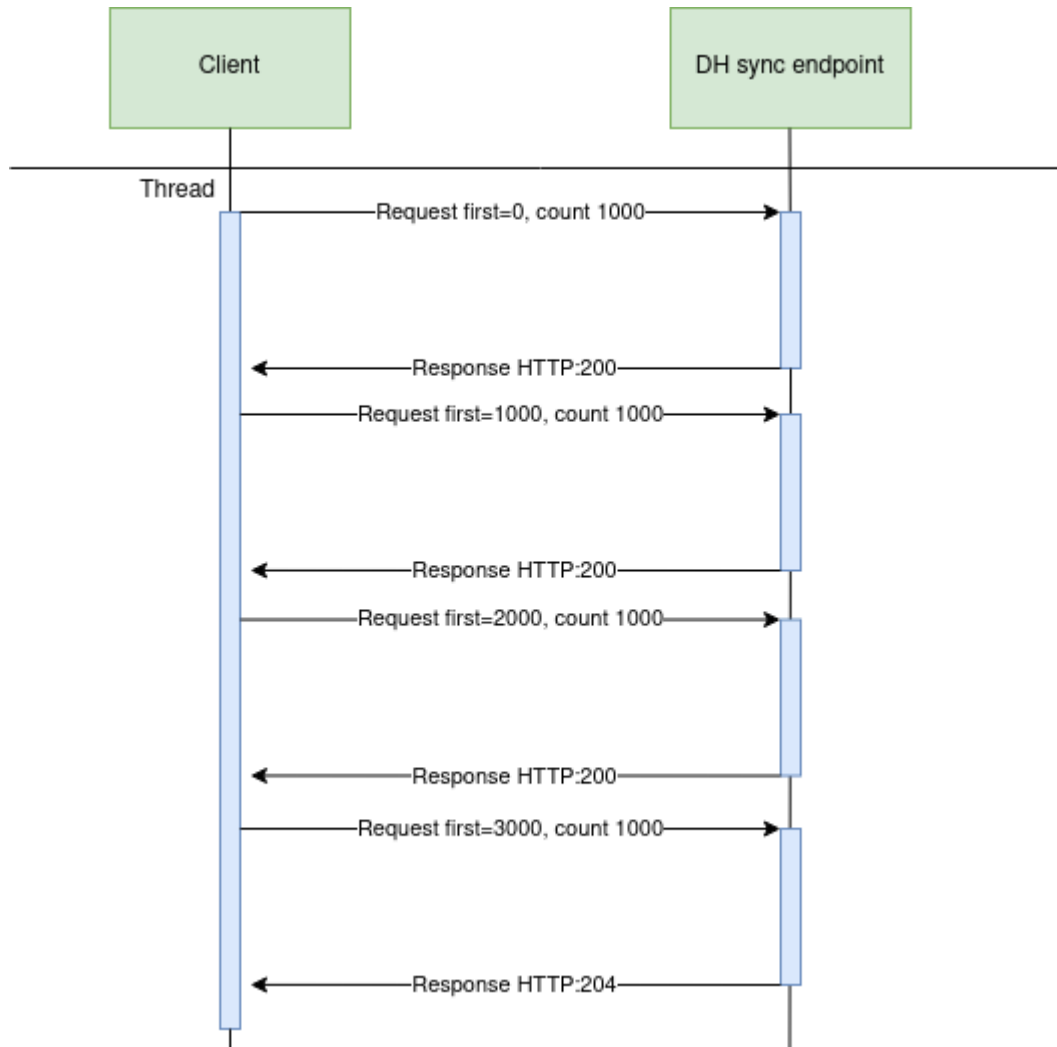 Client
DH sync endpoint
Thread
Request first=0, count 1000
Response HTTP:200
Request first=1000, count 1000
Response HTTP:200
Request first=2000, count 1000
Response HTTP:200
Request first=3000, count 1000
Response HTTP:204